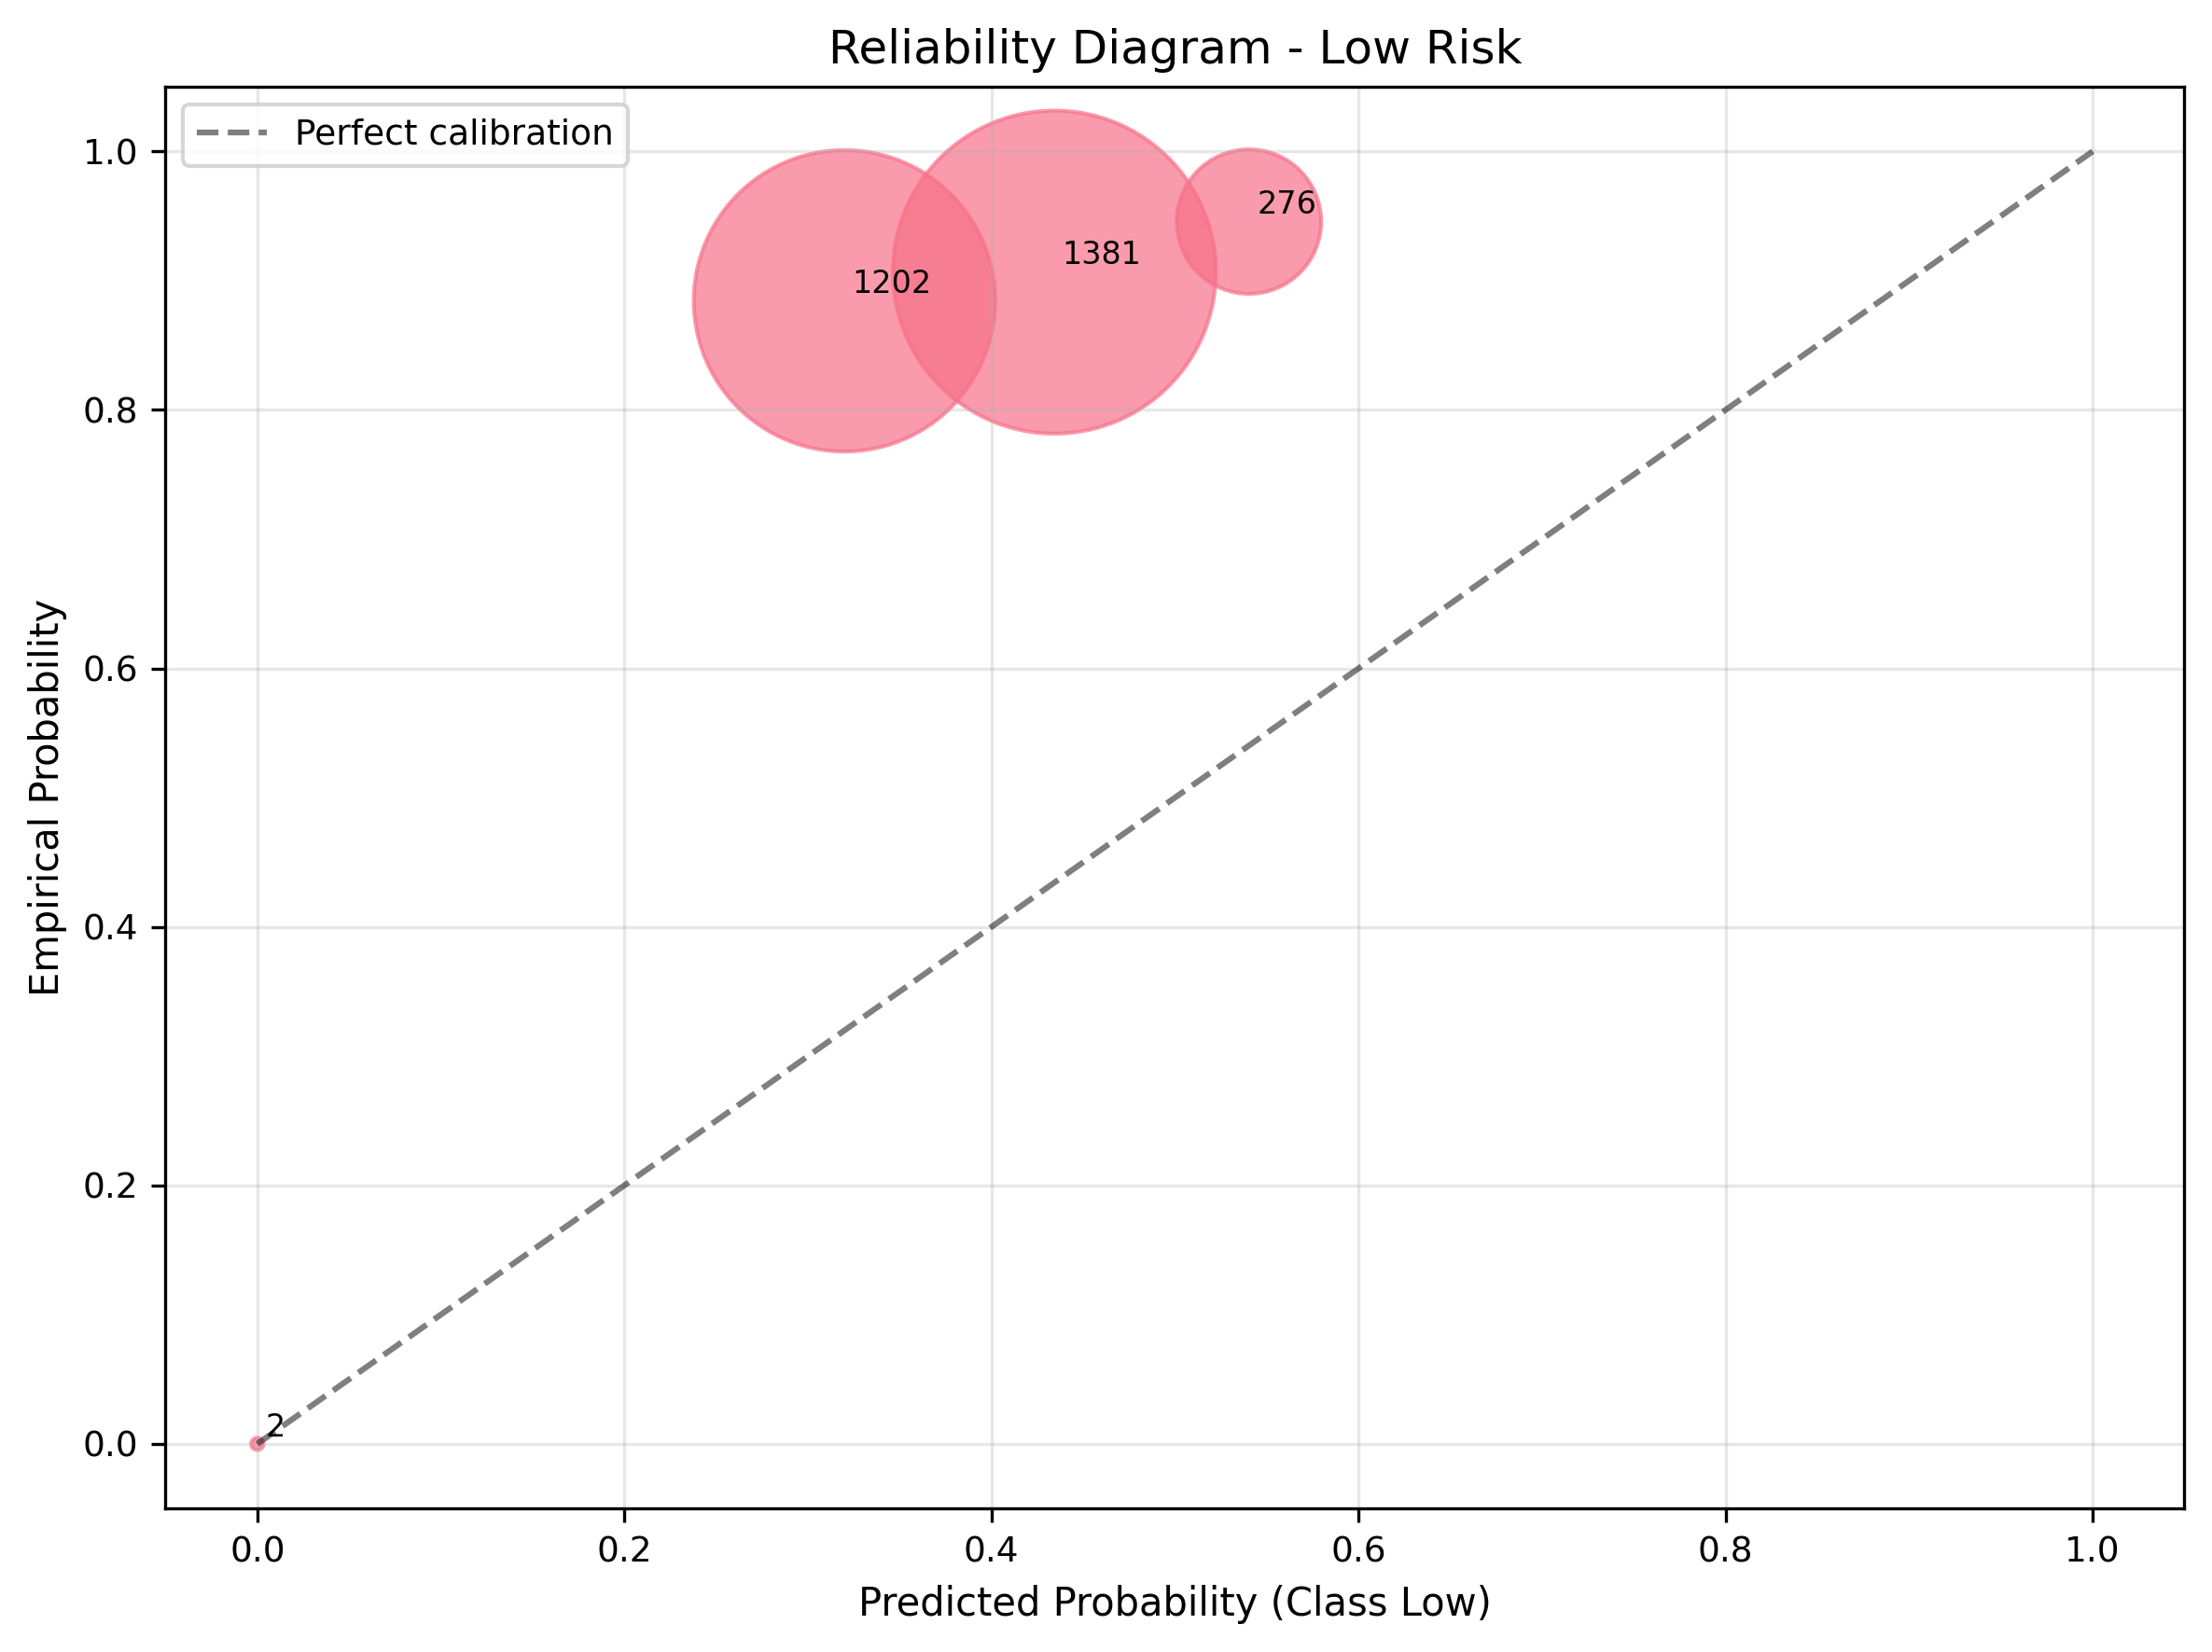 Reliability Diagram - Low Risk
Perfect calibration
1.0
0.8
0.6
0.4
0.2
0.0
Empirical Probability
276
1381
1202
2
0.0 0.2 0.4 0.6 0.8 1.0
Predicted Probability (Class Low)